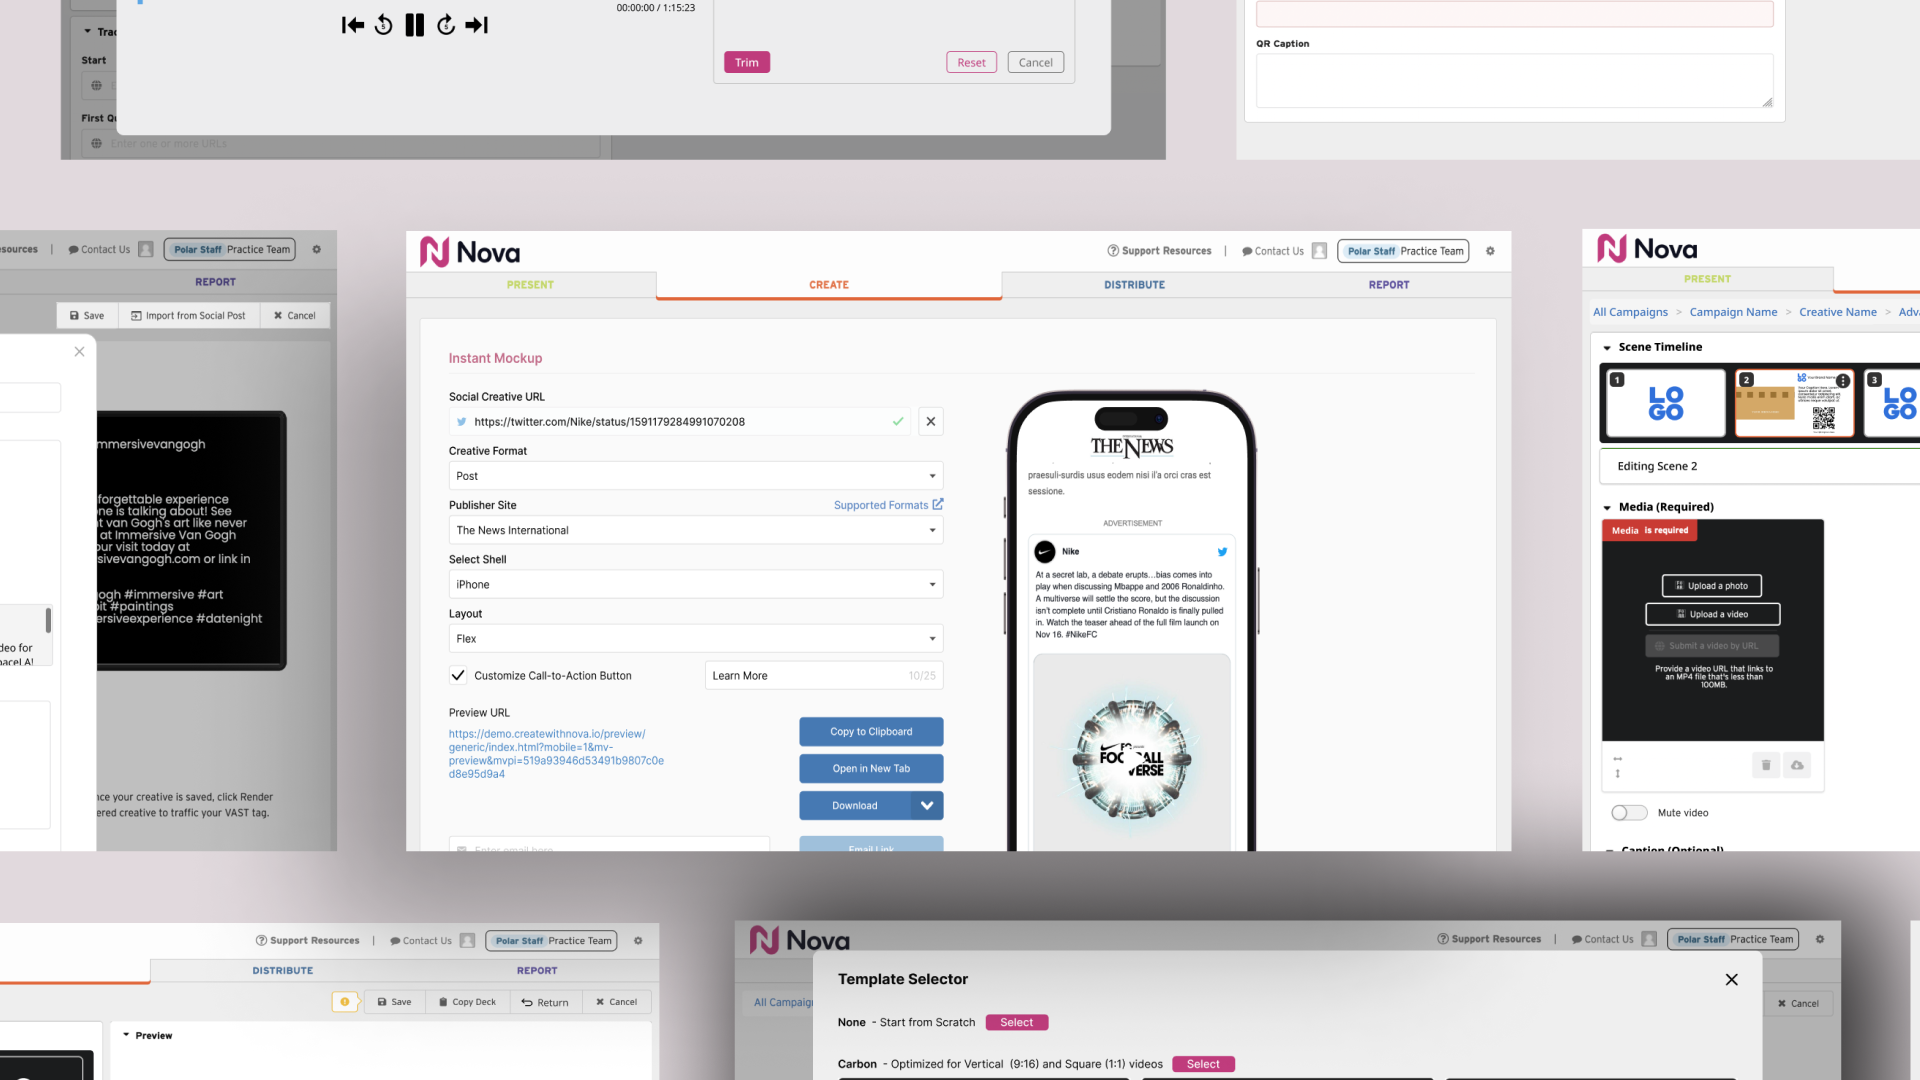 00:00:00 / 1:15:23
5
5
Trim
Reset
Cancel
Trac
Start
First Qu
Enter one or more URLs
QR Caption
sources | Contact Us Polar Staff Practice Team
REPORT
Save Import from Social Post Cancel
mmersivevangogh
forgettable experience
one is talking about! See
t van Gogh's art like never
at Immersive Van Gogh
our visit today at
sivevangogh.com or link in
ogh #immersive #art
bit #paintings
ersiveexperience #datenight
deo for
paceLA!
nce your creative is saved, click Render
ered creative to traffic your VAST tag.
Nova
Support Resources | Contact Us Polar Staff Practice Team
PRESENT CREATE DISTRIBUTE REPORT
Instant Mockup
Social Creative URL
https://twitter.com/Nike/status/1591179284991070208
Creative Format
Post
Publisher Site Supported Formats
The News International
Select Shell
iPhone
Layout
Flex
Customize Call-to-Action Button Learn More 10/25
Preview URL
https://demo.createwithnova.io/preview/
generic/index.html?mobile=1&mv-
preview&mvpi=519a93946d53491b9807c0e
d8e95d9a4
Copy to Clipboard
Open in New Tab
Download
Enter email here
Email Link
THE NEWS
praesuli-surdis usus eodem nisi il'a orci cras est
sessione.
ADVERTISEMENT
Nike
At a secret lab, a debate erupts...bias comes into
play when discussing Mbappe and 2006 Ronaldinho.
A multiverse will settle the score, but the discussion
isn't complete until Cristiano Ronaldo is finally pulled
in. Watch the teaser ahead of the full film launch on
Nov 16. #NikeFC
Nova
PRESENT
All Campaigns > Campaign Name > Creative Name > Adva
Scene Timeline
1 LOGO 2 3 LOGO
Editing Scene 2
Media (Required)
Media is required
Upload a photo
Upload a video
Submit a video by URL
Provide a video URL that links to
an MP4 file that's less than
100MB.
Mute video
Caption (Optional)
Support Resources | Contact Us Polar Staff Practice Team
DISTRIBUTE REPORT
Save Copy Deck Return Cancel
Preview
Nova
Support Resources | Contact Us Polar Staff Practice Team
All Campaig
Cancel
Template Selector
None - Start from Scratch Select
Carbon - Optimized for Vertical (9:16) and Square (1:1) videos Select